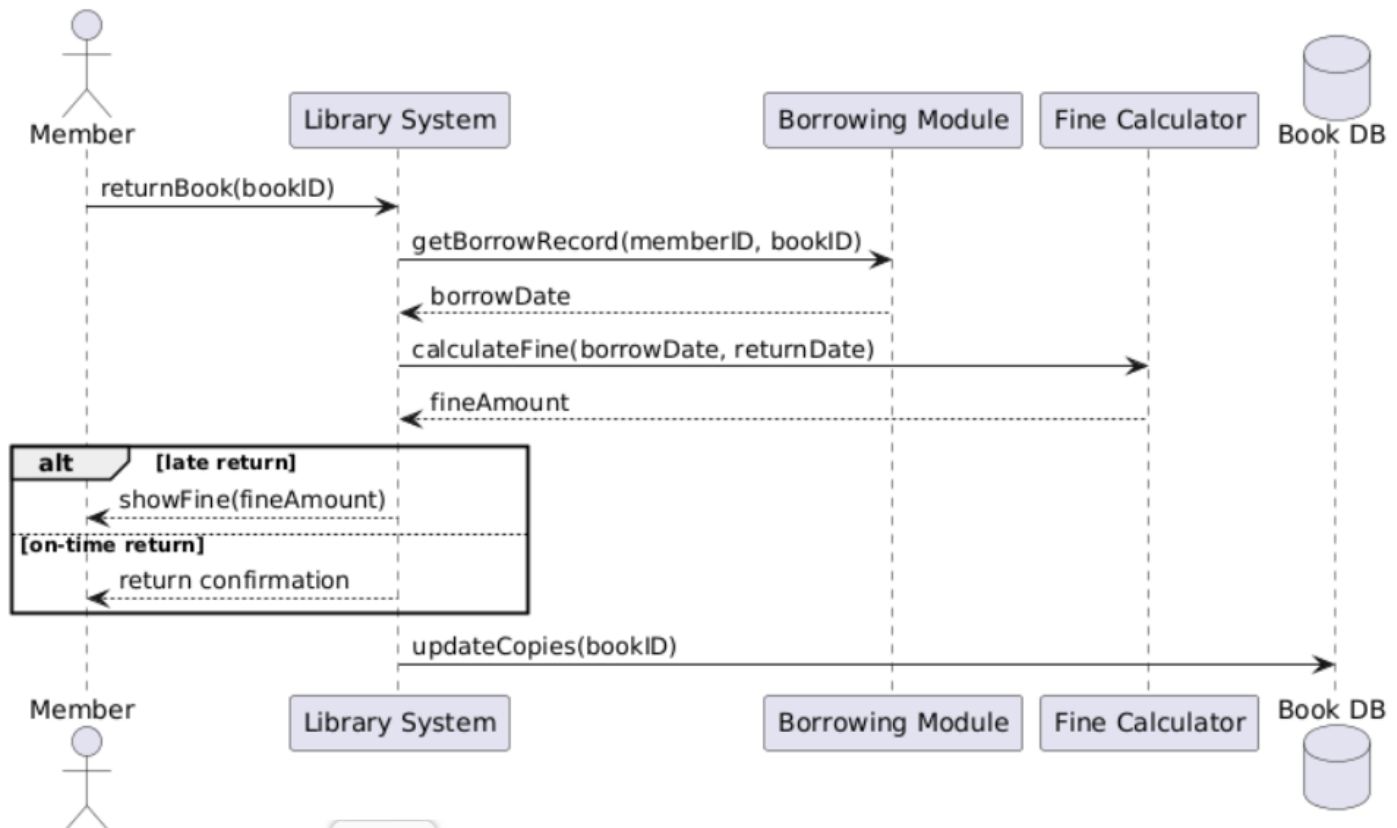 Member
Library System
Borrowing Module
Fine Calculator
Book DB
returnBook(bookID)
getBorrowRecord(memberID, bookID)
borrowDate
calculateFine(borrowDate, returnDate)
fineAmount
alt
[late return]
showFine(fineAmount)
[on-time return]
return confirmation
updateCopies(bookID)
Member
Library System
Borrowing Module
Fine Calculator
Book DB